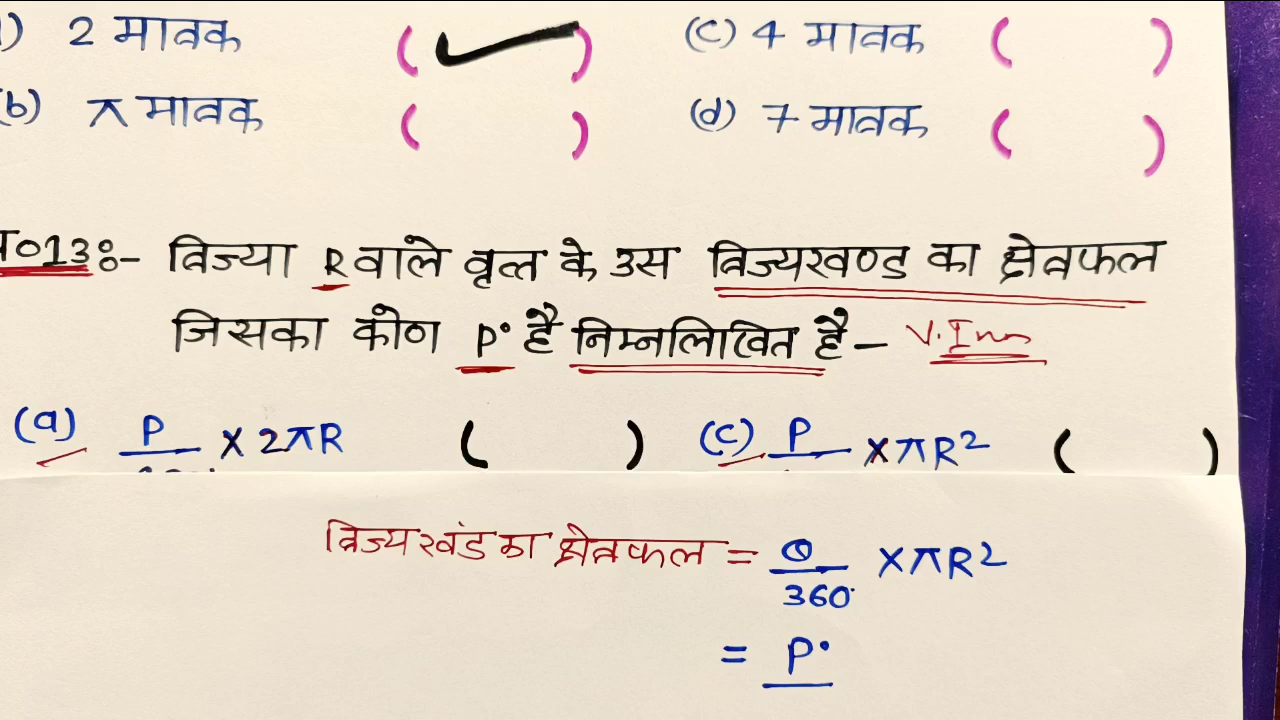 ) 2 मात्रक ( ✓ ) (c) 4 मात्रक ( )
(b) π मात्रक ( ) (d) 7 मात्रक ( )
13:- त्रिज्या R वाले वृत्त के उस त्रिज्यखण्ड का क्षेत्रफल
जिसका कोण P° है निम्नलिखित है- V.Imp
(a) P/ × 2πR ( ) (c) P/ × πR² ( )
त्रिज्यखंड का क्षेत्रफल = θ/360° × πR²
= P°